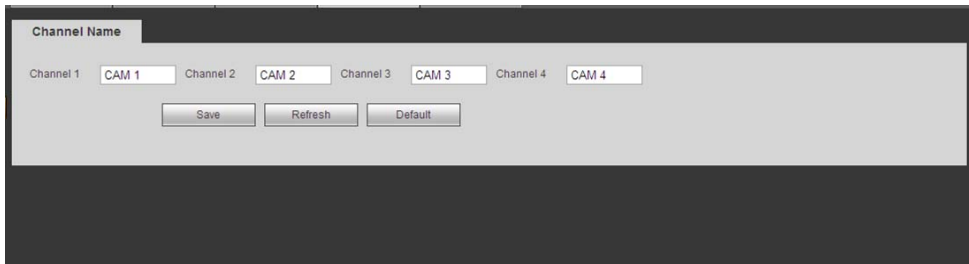 Channel Name
Channel 1 CAM 1 Channel 2 CAM 2 Channel 3 CAM 3 Channel 4 CAM 4
Save Refresh Default